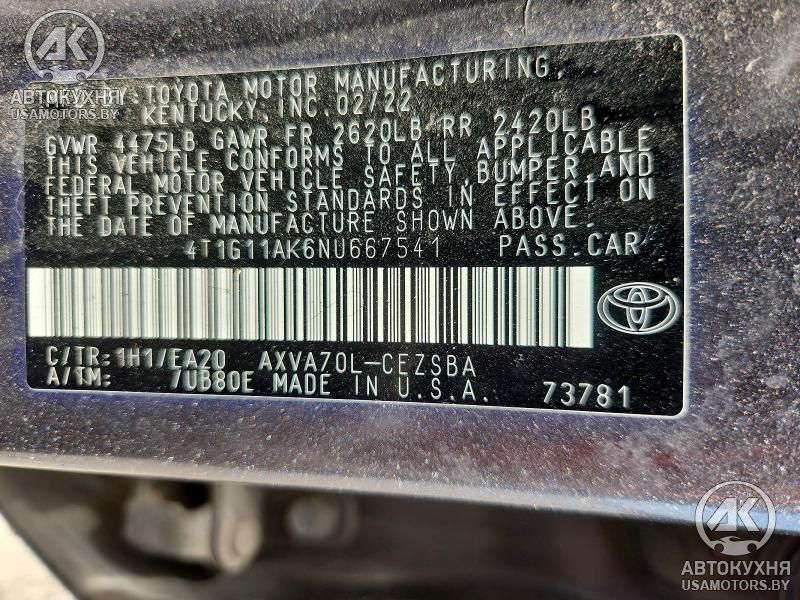 AK
АВТОКУХНЯ
USAMOTORS.BY
BY: TOYOTA MOTOR MANUFACTURING,
KENTUCKY, INC. 02/22
GVWR 4475LB GAWR FR 2620LB RR 2420LB
THIS VEHICLE CONFORMS TO ALL APPLICABLE
FEDERAL MOTOR VEHICLE SAFETY, BUMPER, AND
THEFT PREVENTION STANDARDS IN EFFECT ON
THE DATE OF MANUFACTURE SHOWN ABOVE.
4T1G11AK6NU667541 PASS.CAR
C/TR: 1H1/EA20 AXVA70L-CEZSBA
A/TM: /UB80E MADE IN U.S.A. 73781
AK
АВТОКУХНЯ
USAMOTORS.BY